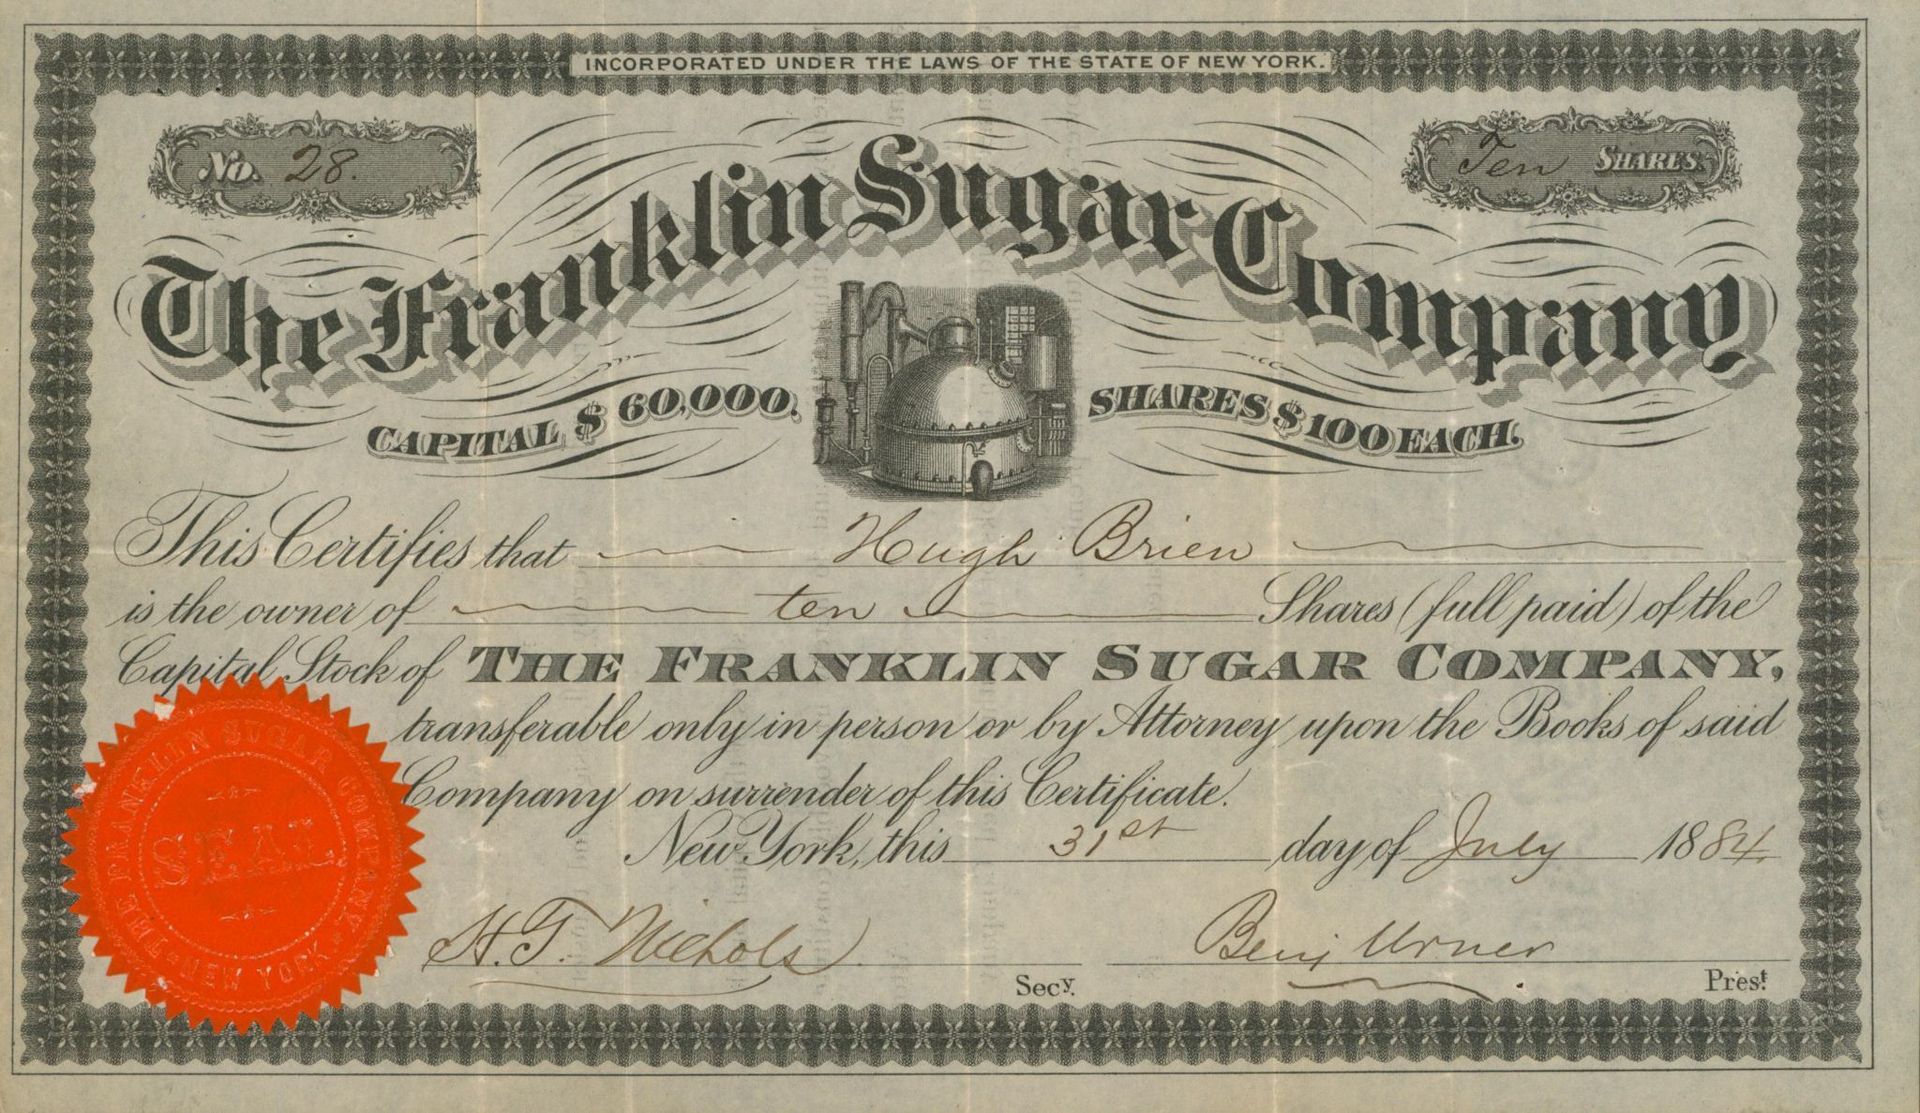 INCORPORATED UNDER THE LAWS OF THE STATE OF NEW YORK.
No. 28.
Ten SHARES.
The Franklin Sugar Company
CAPITAL $60,000. SHARES $100 EACH.
This Certifies that Hugh Brien
is the owner of ten Shares (full paid) of the
Capital Stock of THE FRANKLIN SUGAR COMPANY,
transferable only in person or by Attorney upon the Books of said
Company on surrender of this Certificate.
New York, this 31st day of July 1884.
H.T. Nichols Secy.
Benj Urner Prest
THE FRANKLIN SUGAR COMPANY
SEAL
NEW YORK